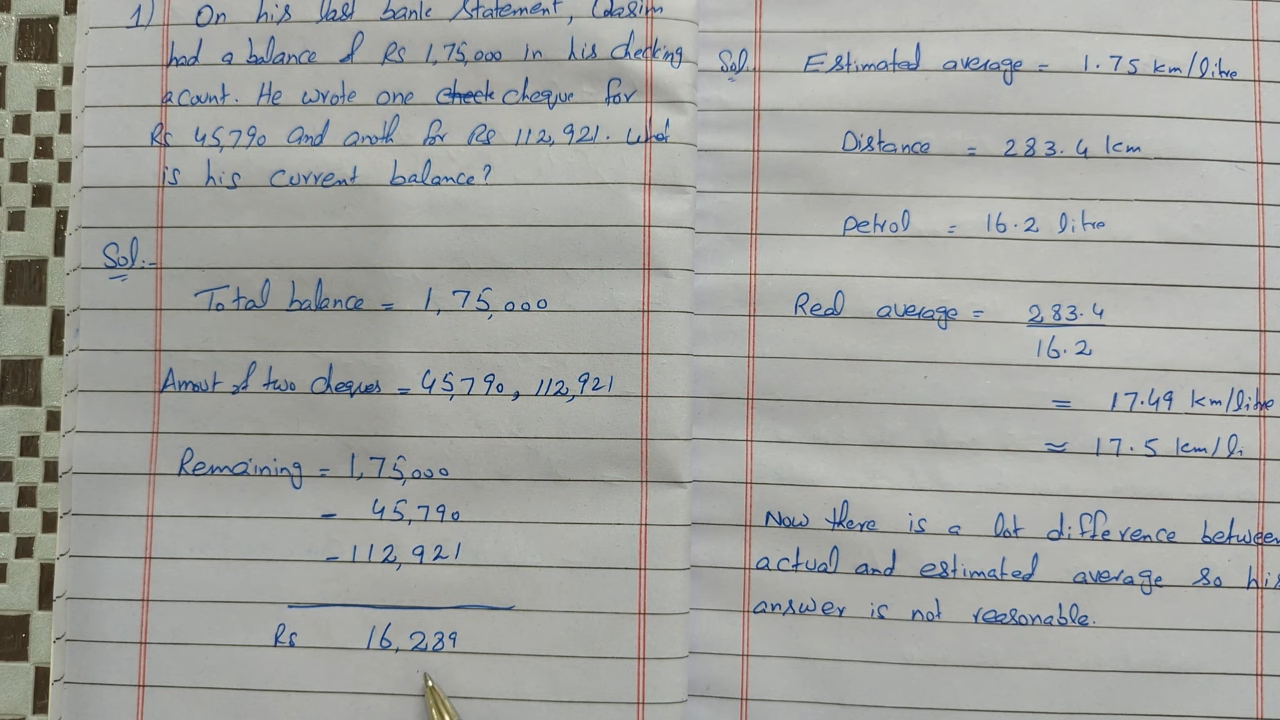 1) On his last bank statement, Qasim
had a balance of Rs 1,75,000 in his checking
acount. He wrote one check cheque for
Rs 45,790 and anoth for Rs 112,921. what
is his current balance?
Sol:-
Total balance = 1,75,000
Amout of two cheques = 45,790, 112,921
Remaining = 1,75,000
- 45,790
- 112,921
Rs 16,289
Sol. Estimated average = 1.75 km/litre
Distance = 283.4 km
petrol = 16.2 litre
Real average = 283.4
16.2
= 17.49 km/litre
≈ 17.5 km/li
Now there is a lot difference between
actual and estimated average so his
answer is not reasonable.